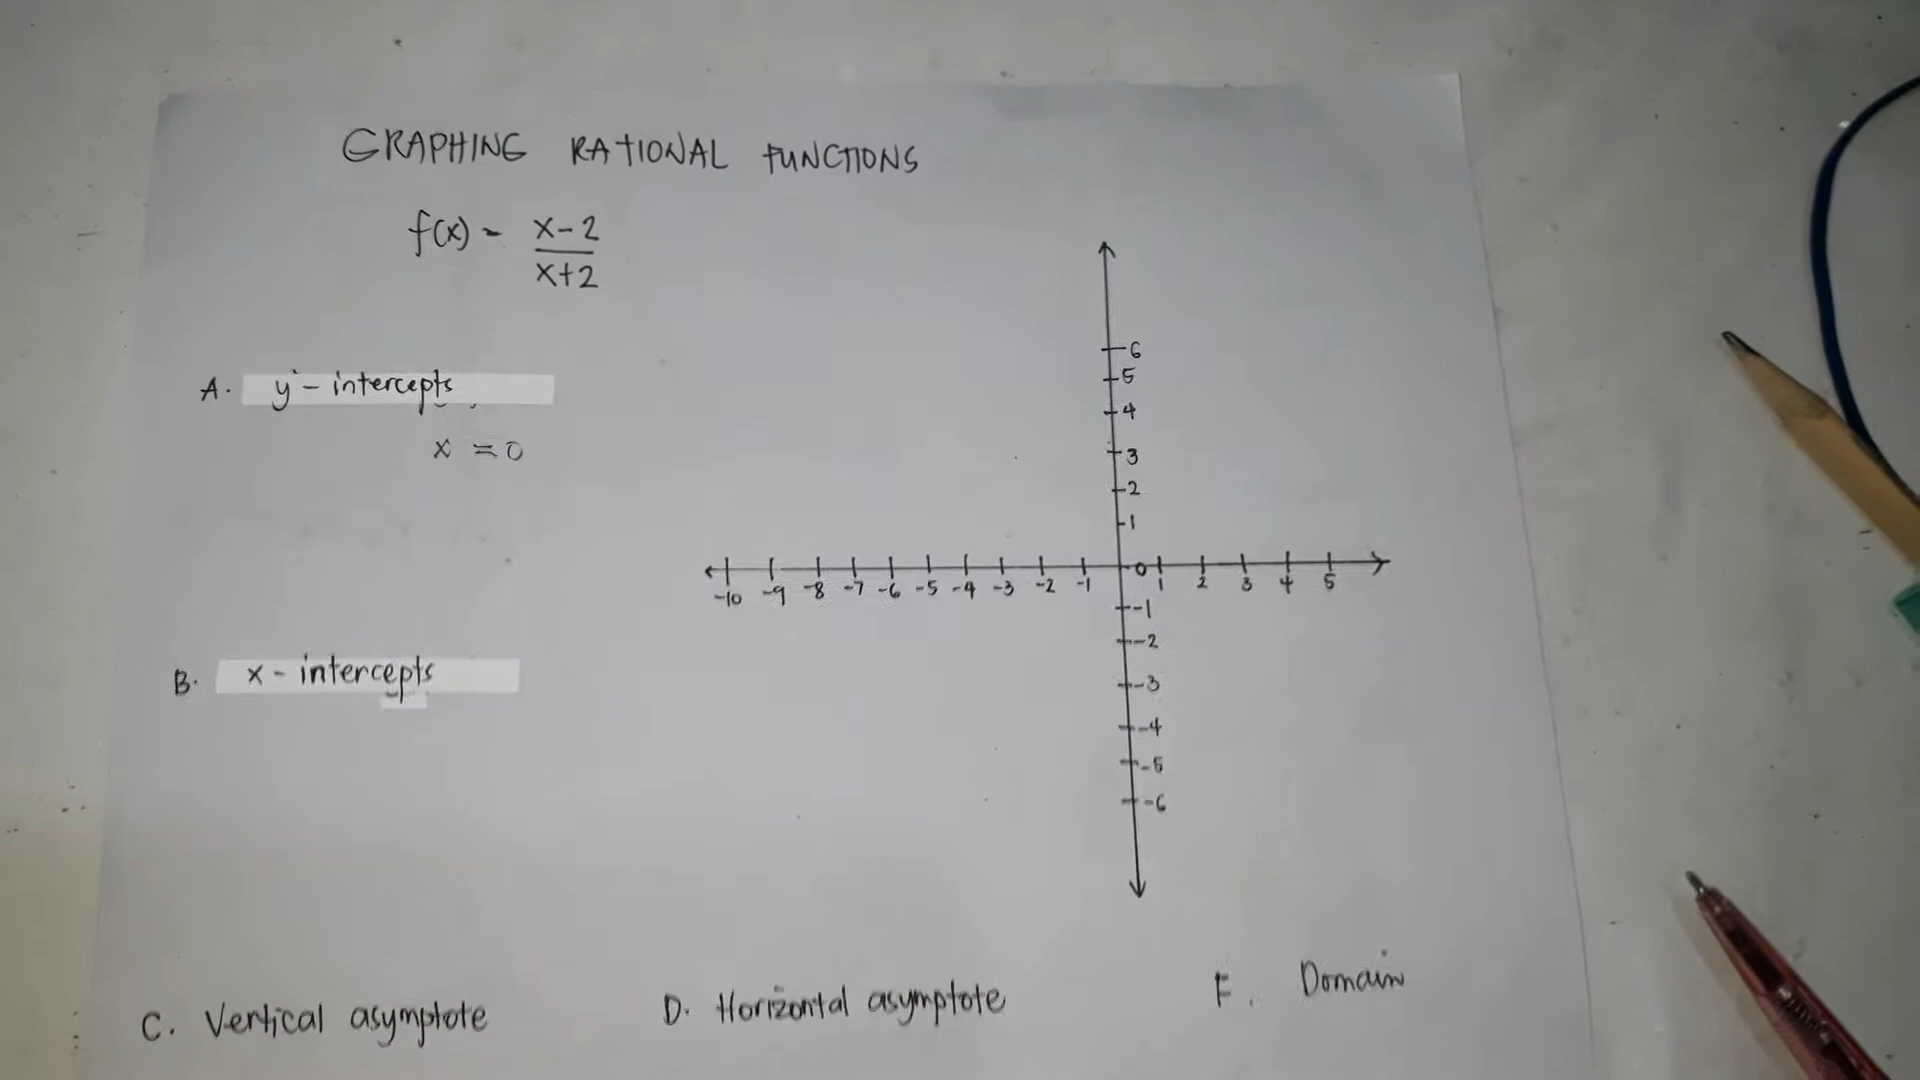 GRAPHING RATIONAL FUNCTIONS
f(x) = x-2
x+2
A. y - intercepts
x = 0
B. x - intercepts
6
5
4
3
2
1
0
-10 -9 -8 -7 -6 -5 -4 -3 -2 -1 1 2 3 4 5
-1
-2
-3
-4
-5
-6
C. Vertical asymptote
D. Horizontal asymptote
E. Domain